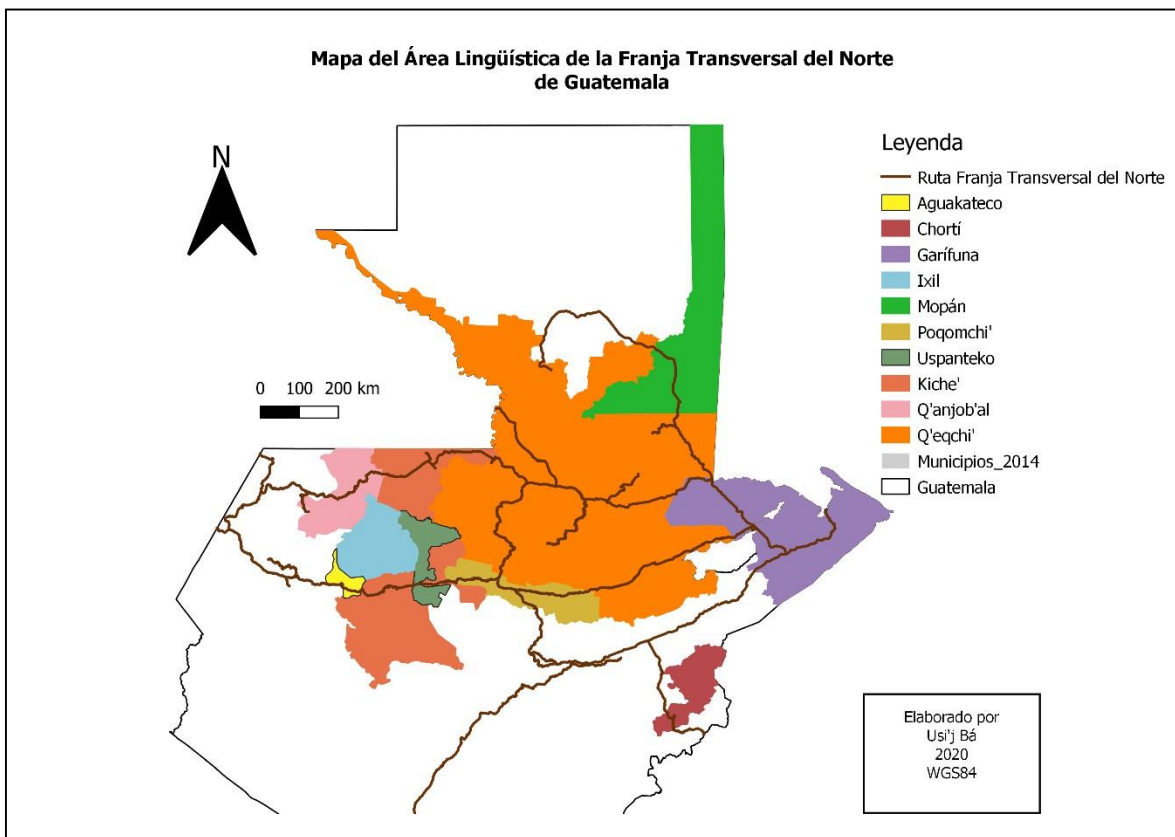 Mapa del Área Lingüística de la Franja Transversal del Norte
de Guatemala
N
0 100 200 km
Leyenda
Ruta Franja Transversal del Norte
Aguakateco
Chortí
Garífuna
Ixil
Mopán
Poqomchi'
Uspanteko
Kiche'
Q'anjob'al
Q'eqchi'
Municipios_2014
Guatemala
Elaborado por
Usi'j Bá
2020
WGS84